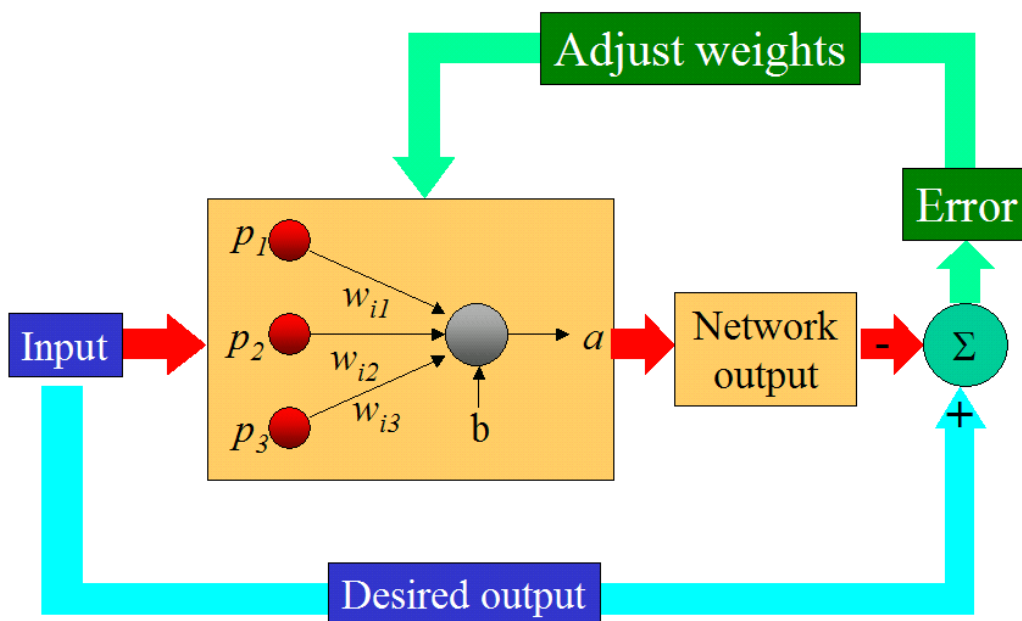 Adjust weights
Error
p1
wi1
Input
p2
wi2
a
Network
output
-
Σ
wi3
p3
b
+
Desired output